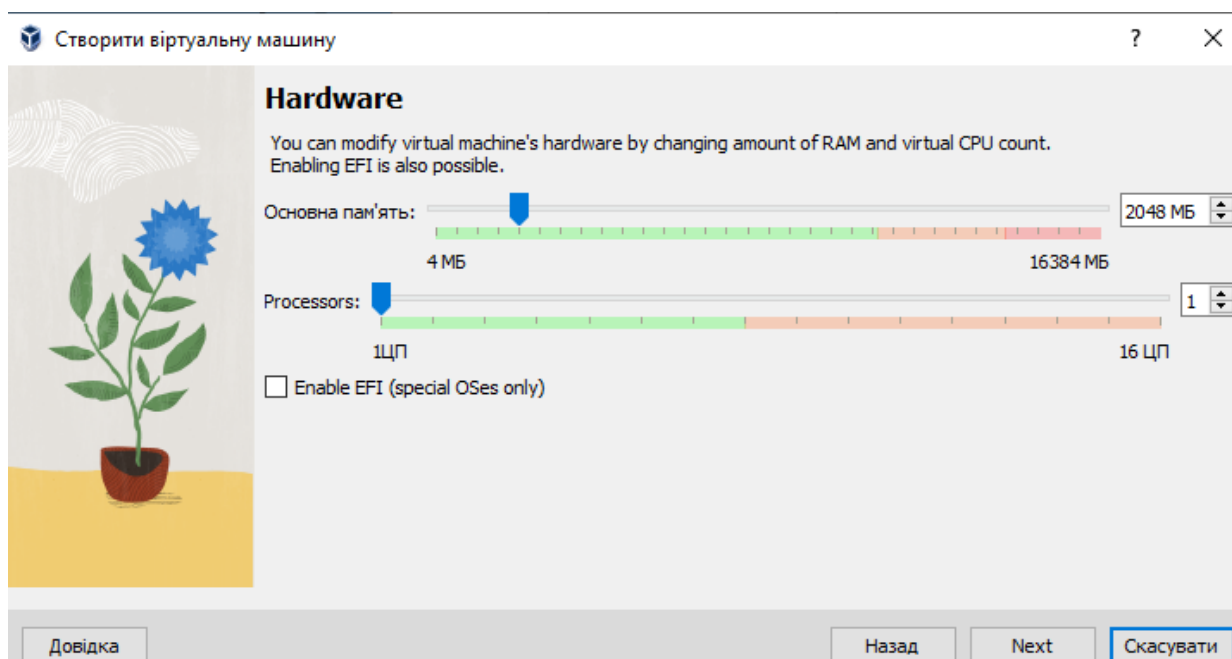 Створити віртуальну машину
?
Hardware
You can modify virtual machine's hardware by changing amount of RAM and virtual CPU count.
Enabling EFI is also possible.
Основна пам'ять:
2048 МБ
4 МБ
16384 МБ
Processors:
1
1ЦП
16 ЦП
Enable EFI (special OSes only)
Довідка
Назад
Next
Скасувати